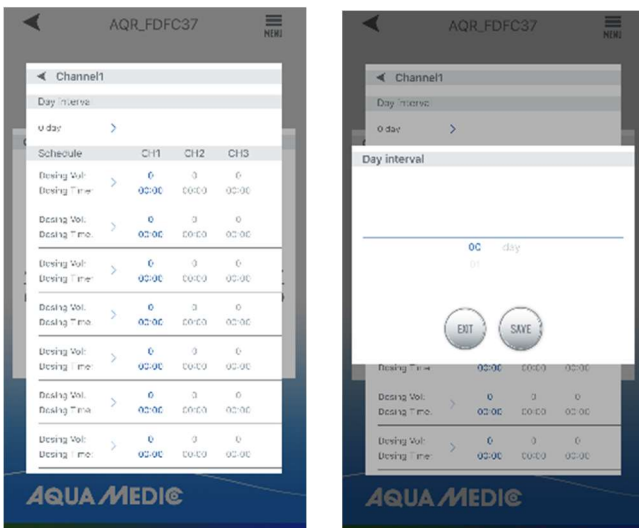 AQR_FDFC37
MENU
Channel1
Day Interval
0 day
Schedule CH1 CH2 CH3
Dosing Vol: 0 0 0
Dosing Time: 00:00 00:00 00:00
Dosing Vol: 0 0 0
Dosing Time: 00:00 00:00 00:00
Dosing Vol: 0 0 0
Dosing Time: 00:00 00:00 00:00
Dosing Vol: 0 0 0
Dosing Time: 00:00 00:00 00:00
Dosing Vol: 0 0 0
Dosing Time: 00:00 00:00 00:00
Dosing Vol: 0 0 0
Dosing Time: 00:00 00:00 00:00
Dosing Vol: 0 0 0
Dosing Time: 00:00 00:00 00:00
AQUA MEDIC
AQR_FDFC37
MENU
Channel1
Day Interval
0 day
Day interval
00 day
01
EXIT SAVE
Dosing Time: 00:00 00:00 00:00
Dosing Vol: 0 0 0
Dosing Time: 00:00 00:00 00:00
Dosing Vol: 0 0 0
Dosing Time: 00:00 00:00 00:00
AQUA MEDIC